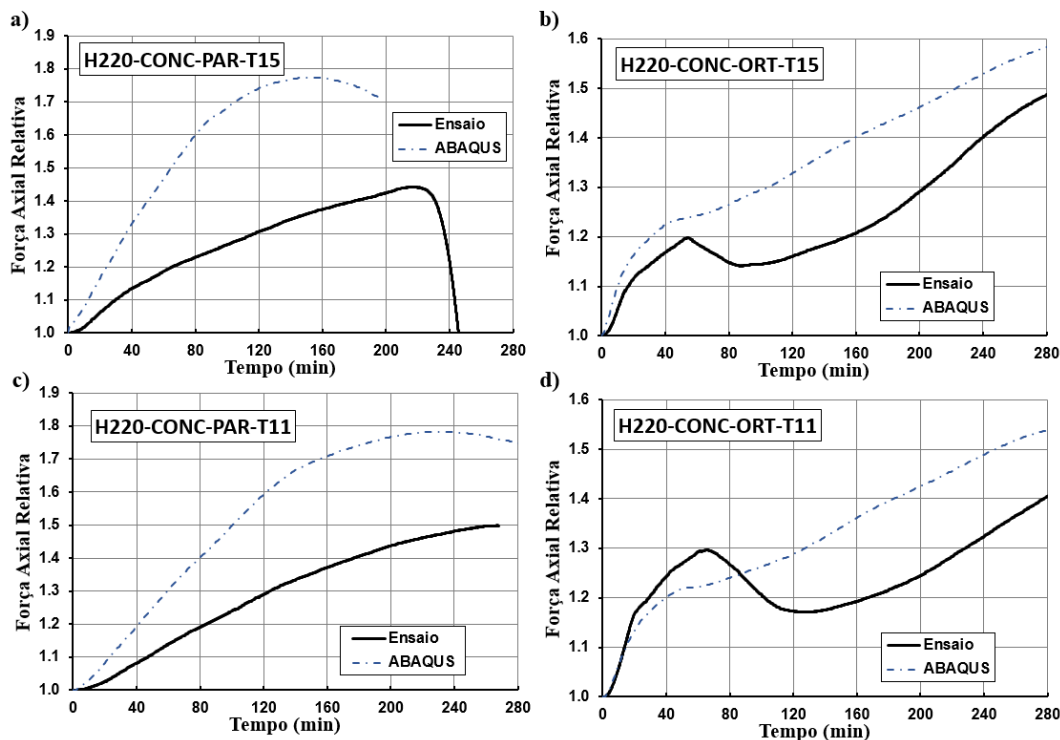 a)
H220-CONC-PAR-T15
Força Axial Relativa
1.9
1.8
1.7
1.6
1.5
1.4
1.3
1.2
1.1
1.0
Ensaio
ABAQUS
0 40 80 120 160 200 240 280
Tempo (min)
b)
H220-CONC-ORT-T15
Força Axial Relativa
1.6
1.5
1.4
1.3
1.2
1.1
1.0
Ensaio
ABAQUS
0 40 80 120 160 200 240 280
Tempo (min)
c)
H220-CONC-PAR-T11
Força Axial Relativa
1.9
1.8
1.7
1.6
1.5
1.4
1.3
1.2
1.1
1.0
Ensaio
ABAQUS
0 40 80 120 160 200 240 280
Tempo (min)
d)
H220-CONC-ORT-T11
Força Axial Relativa
1.6
1.5
1.4
1.3
1.2
1.1
1.0
Ensaio
ABAQUS
0 40 80 120 160 200 240 280
Tempo (min)